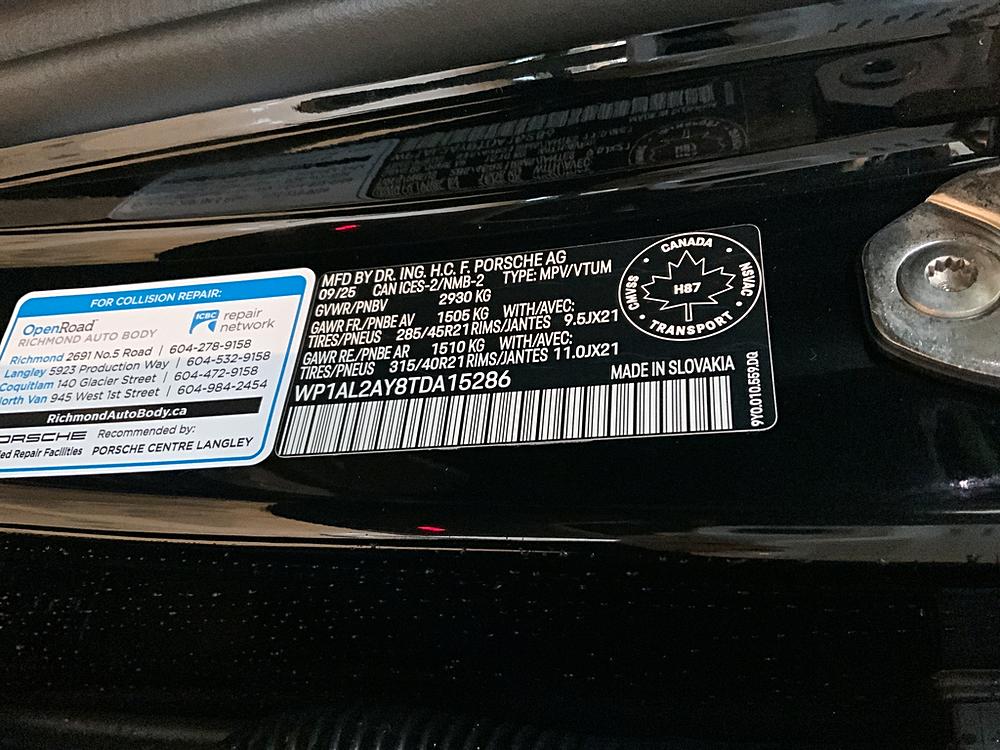 FOR COLLISION REPAIR:
OpenRoad
RICHMOND AUTO BODY
ICBC repair network
Richmond 2691 No.5 Road | 604-278-9158
Langley 5923 Production Way | 604-532-9158
Coquitlam 140 Glacier Street | 604-472-9158
North Van 945 West 1st Street | 604-984-2454
RichmondAutoBody.ca
PORSCHE Recommended by:
Repair Facilities PORSCHE CENTRE LANGLEY
MFD BY DR. ING. H.C. F. PORSCHE AG
09/25 CAN ICES-2/NMB-2 TYPE: MPV/VTUM
GVWR/PNBV 2930 KG
GAWR FR./PNBE AV 1505 KG WITH/AVEC:
TIRES/PNEUS 285/45R21 RIMS/JANTES 9.5JX21
GAWR RE./PNBE AR 1510 KG WITH/AVEC:
TIRES/PNEUS 315/40R21 RIMS/JANTES 11.0JX21
WP1AL2AY8TDA15286 MADE IN SLOVAKIA
CANADA
CMVSS
H87
NSVAC
TRANSPORT
9Y0.010.559.DQ